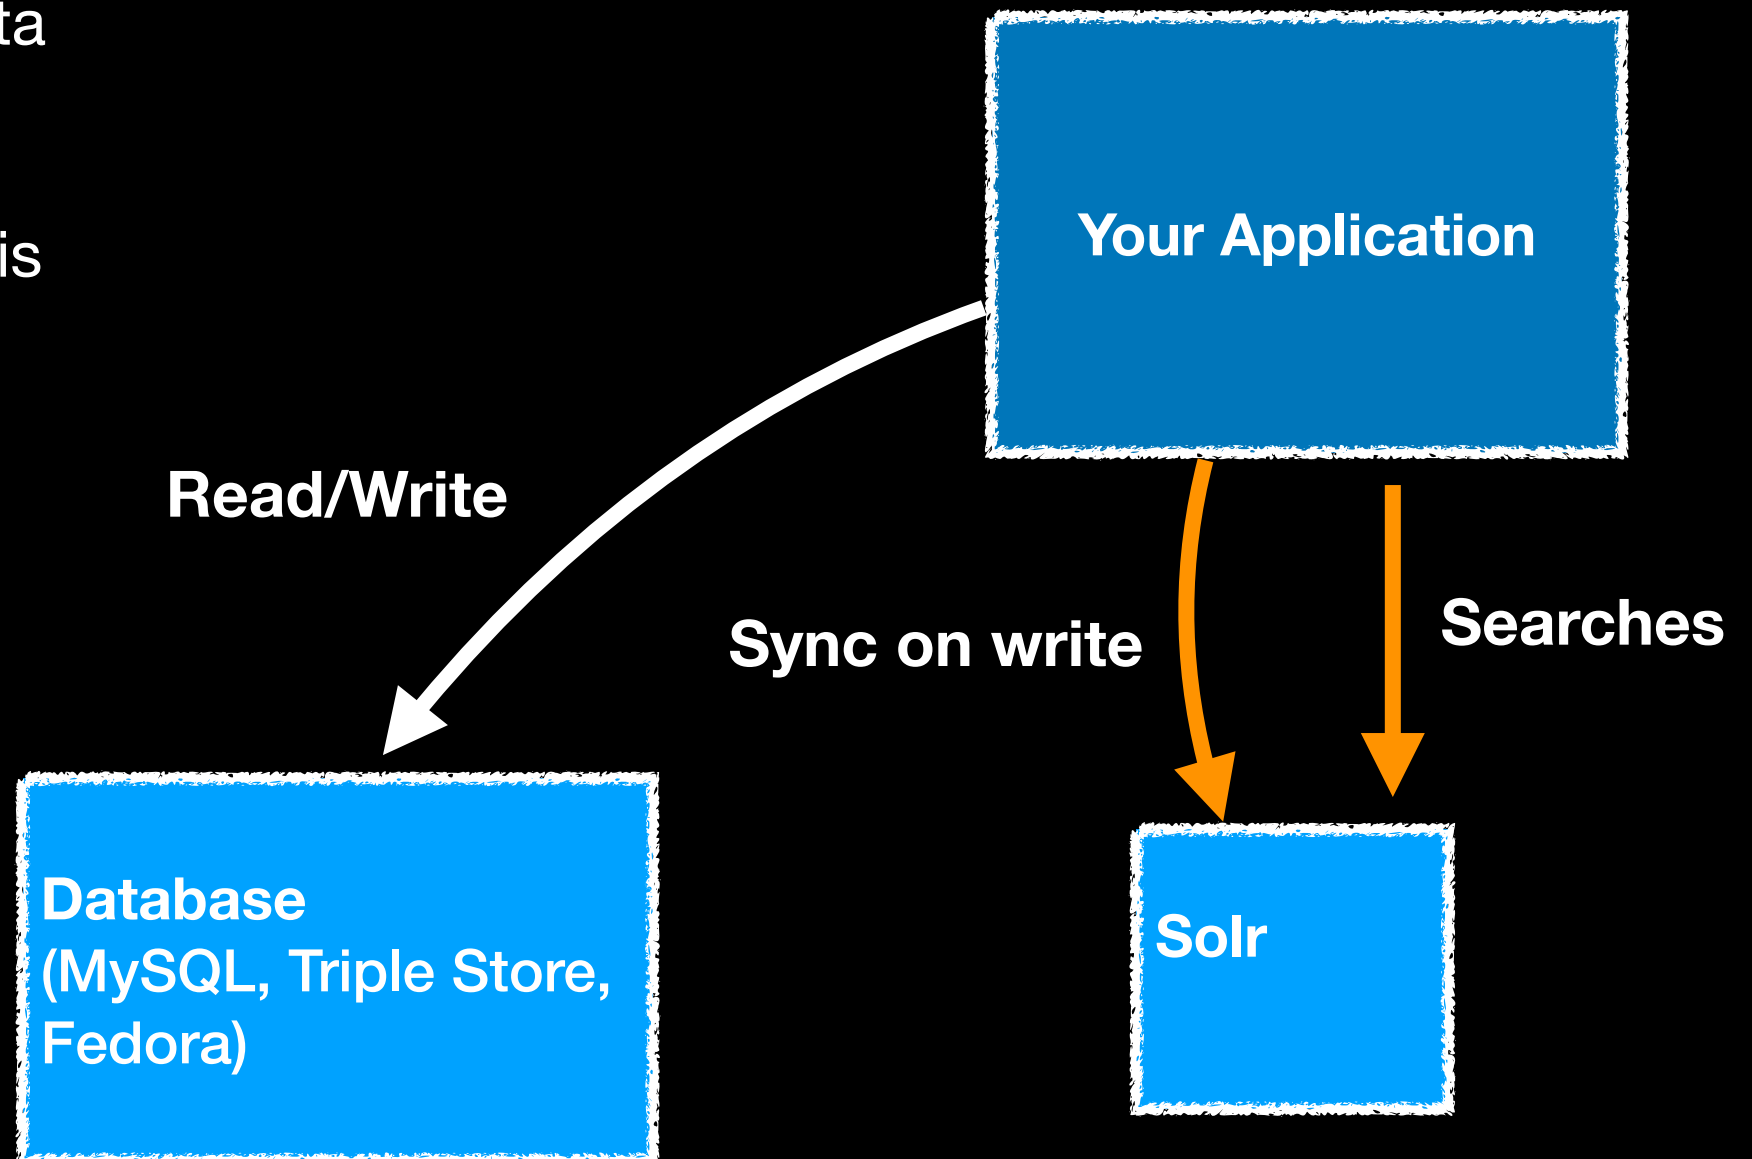 ta
is
Your Application
Read/Write
Sync on write
Searches
Database
(MySQL, Triple Store,
Fedora)
Solr